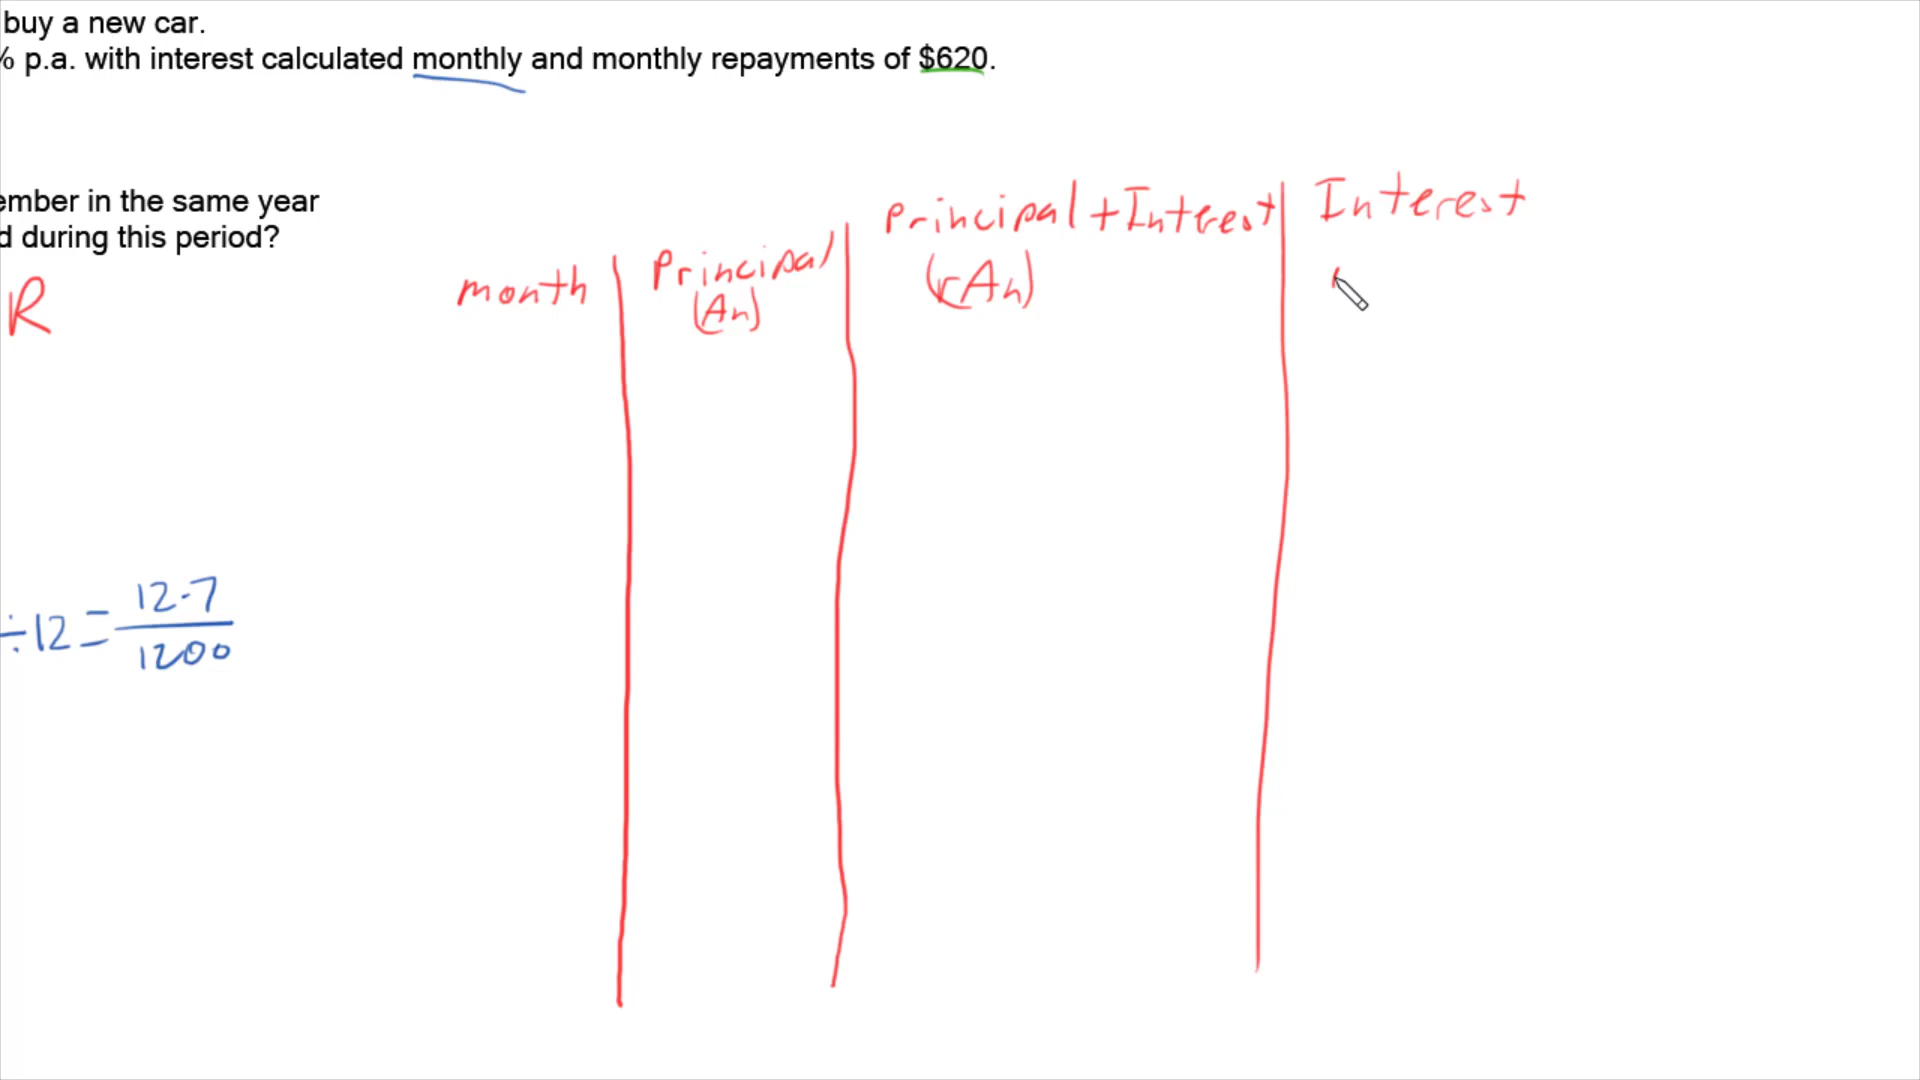 buy a new car.
% p.a. with interest calculated monthly and monthly repayments of $620.
ember in the same year
d during this period?
R
month
Principal
(An)
Principal + Interest
(rAn)
Interest
÷12 = 12.7
1200